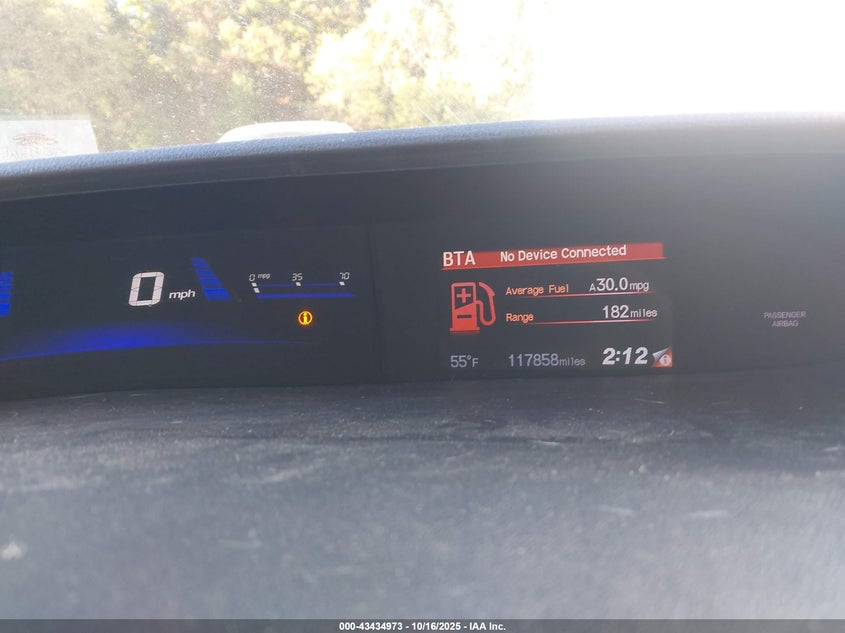 0 mph
0 mpg 35 70
BTA No Device Connected
Average Fuel A30.0mpg
Range 182miles
55°F 117858miles 2:12
PASSENGER
AIRBAG
000-43434973 - 10/16/2025 - IAA Inc.